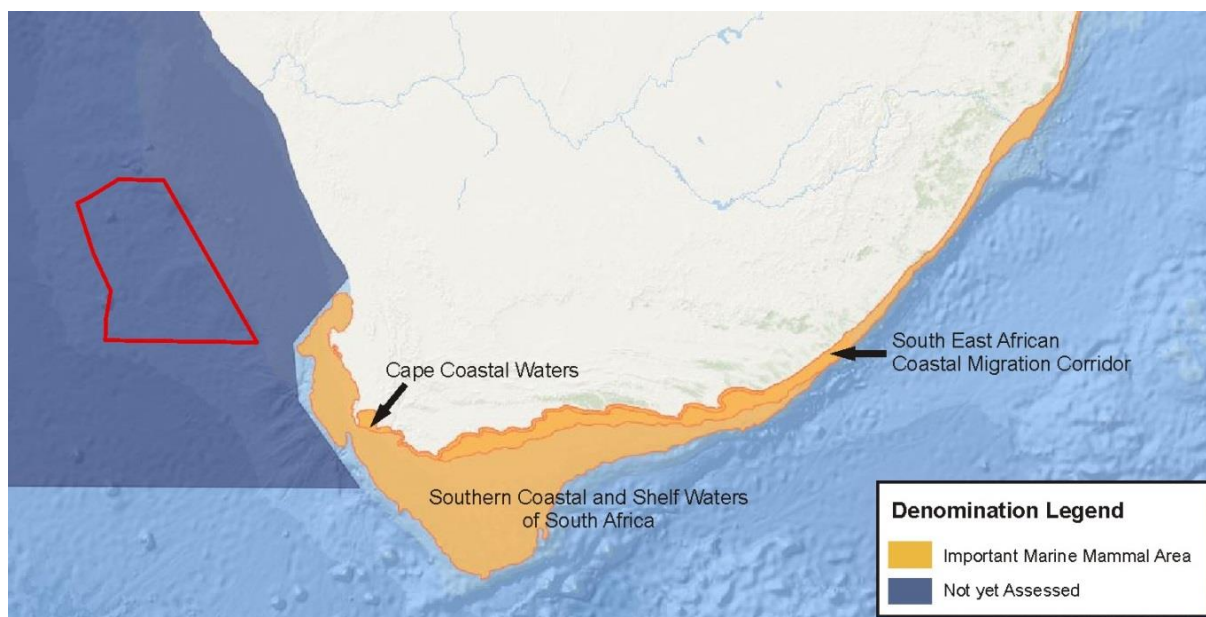 South East African
Coastal Migration Corridor
Cape Coastal Waters
Southern Coastal and Shelf Waters
of South Africa
Denomination Legend
Important Marine Mammal Area
Not yet Assessed